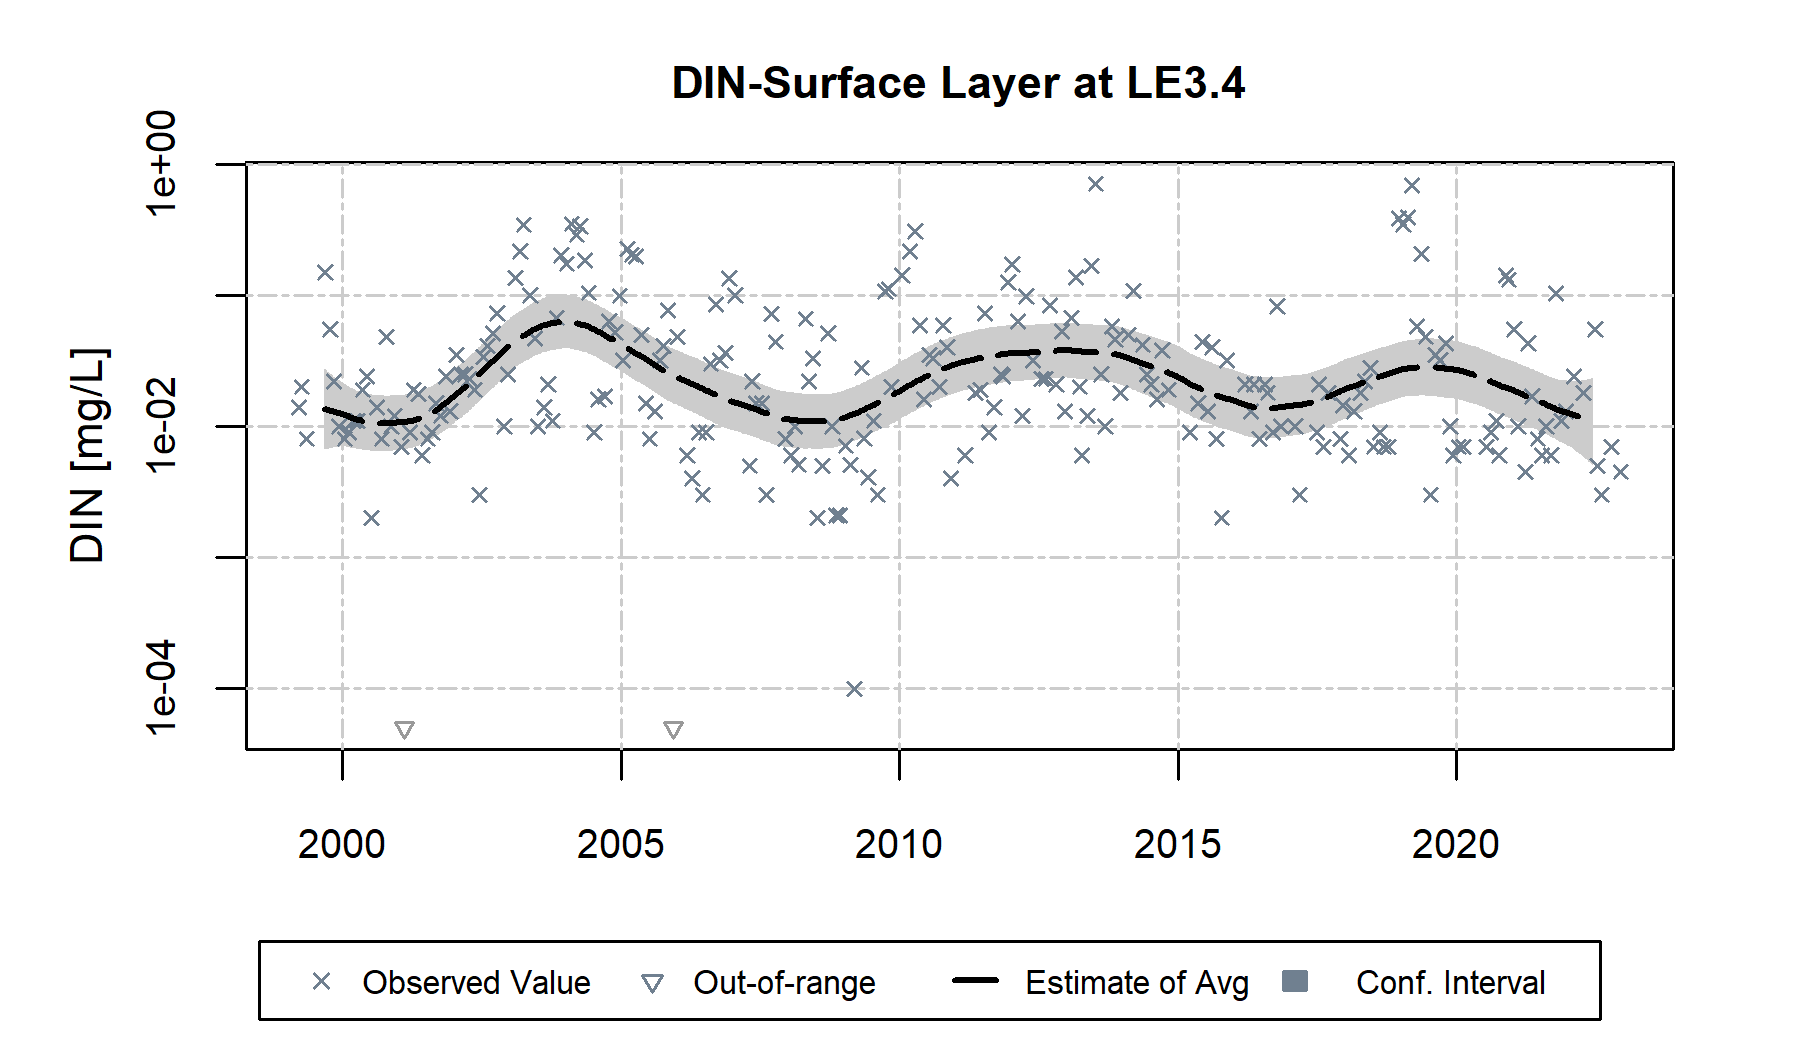 DIN-Surface Layer at LE3.4
DIN [mg/L]
1e+00
1e-02
1e-04
2000 2005 2010 2015 2020
Observed Value Out-of-range Estimate of Avg Conf. Interval